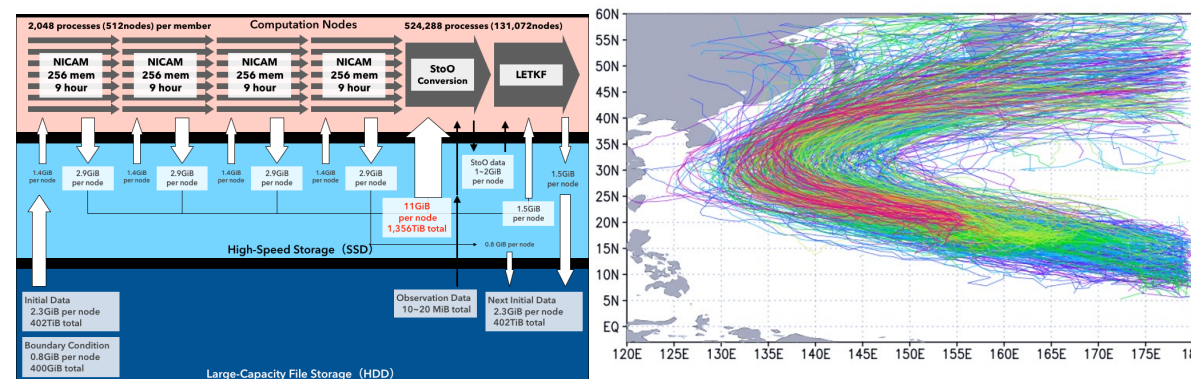 2,048 processes (512nodes) per member
Computation Nodes
524,288 processes (131,072nodes)
NICAM
256 mem
9 hour
NICAM
256 mem
9 hour
NICAM
256 mem
9 hour
NICAM
256 mem
9 hour
StoO
Conversion
LETKF
1.4GiB
per node
2.9GiB
per node
1.4GiB
per node
2.9GiB
per node
1.4GiB
per node
2.9GiB
per node
1.4GiB
per node
2.9GiB
per node
StoO data
1~2GiB
per node
1.5GiB
per node
11GiB
per node
1,356TiB total
1.5GiB
per node
High-Speed Storage（SSD）
0.8 GiB per node
Initial Data
2.3GiB per node
402TiB total
Observation Data
10~20 MiB total
Next Initial Data
2.3GiB per node
402TiB total
Boundary Condition
0.8GiB per node
400GiB total
Large-Capacity File Storage（HDD）
60N
55N
50N
45N
40N
35N
30N
25N
20N
15N
10N
5N
EQ
120E
125E
130E
135E
140E
145E
150E
155E
160E
165E
170E
175E
18